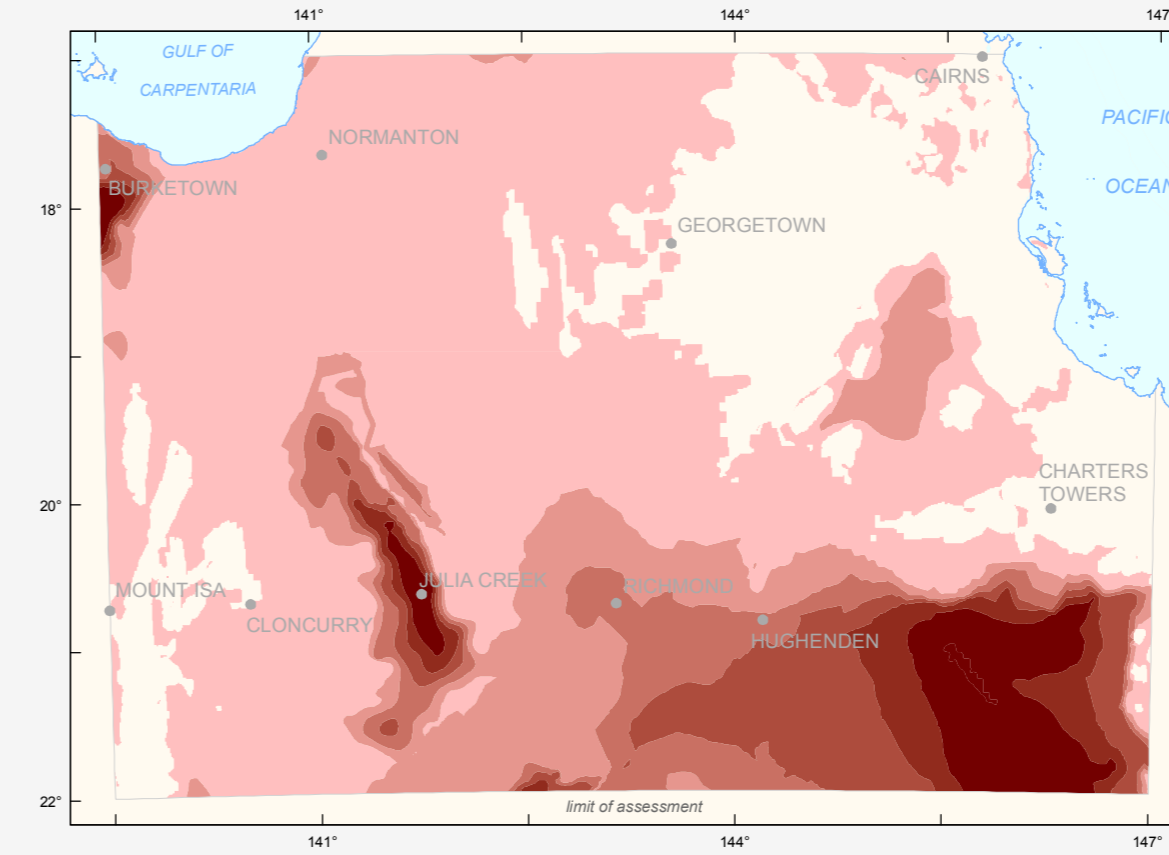 141°
144°
147
GULF OF
CARPENTARIA
CAIRNS
PACIFIC
OCEAN
NORMANTON
BURKETOWN
18°
GEORGETOWN
CHARTERS
TOWERS
20°
JULIA CREEK
RICHMOND
MOUNT ISA
CLONCURRY
HUGHENDEN
22°
limit of assessment
141°
144°
147°